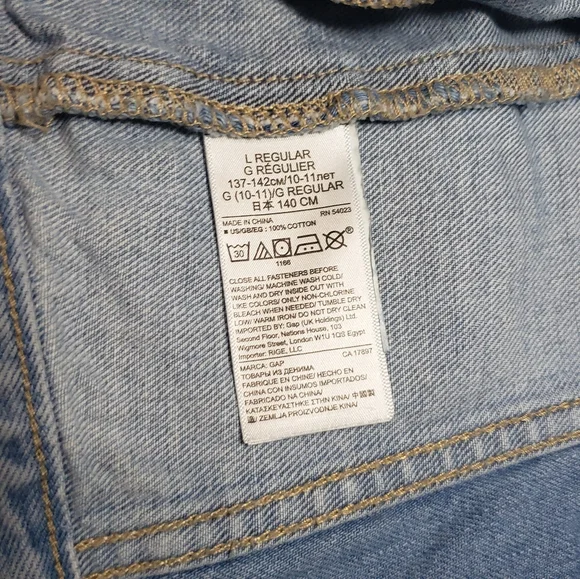 L REGULAR
G RÉGULIER
137-142см/10-11лет
G (10-11)/G REGULAR
日本 140 CM
MADE IN CHINA RN 54023
■ US/GB/EG : 100% COTTON
30
1166
CLOSE ALL FASTENERS BEFORE
WASHING/ MACHINE WASH COLD/
WASH AND DRY INSIDE OUT WITH
LIKE COLORS/ ONLY NON-CHLORINE
BLEACH WHEN NEEDED/ TUMBLE DRY
LOW/ WARM IRON/ DO NOT DRY CLEAN
IMPORTED BY: Gap (UK Holdings) Ltd.
Second Floor, Nations House, 103
Wigmore Street, London W1U 1QS Egypt
Importer: RIGE, LLC
MARCA: GAP CA 17897
ТОВАРЫ ИЗ ДЕНИМА
FABRIQUE EN CHINE/ HECHO EN
CHINA CON INSUMOS IMPORTADOS/
ΚΑΤΑΣΚΕΥΑΣΤΗΚΕ ΣΤΗΝ ΚΙΝΑ/ 中國製
/ ZEMLJA PROIZVODNJE KINA/